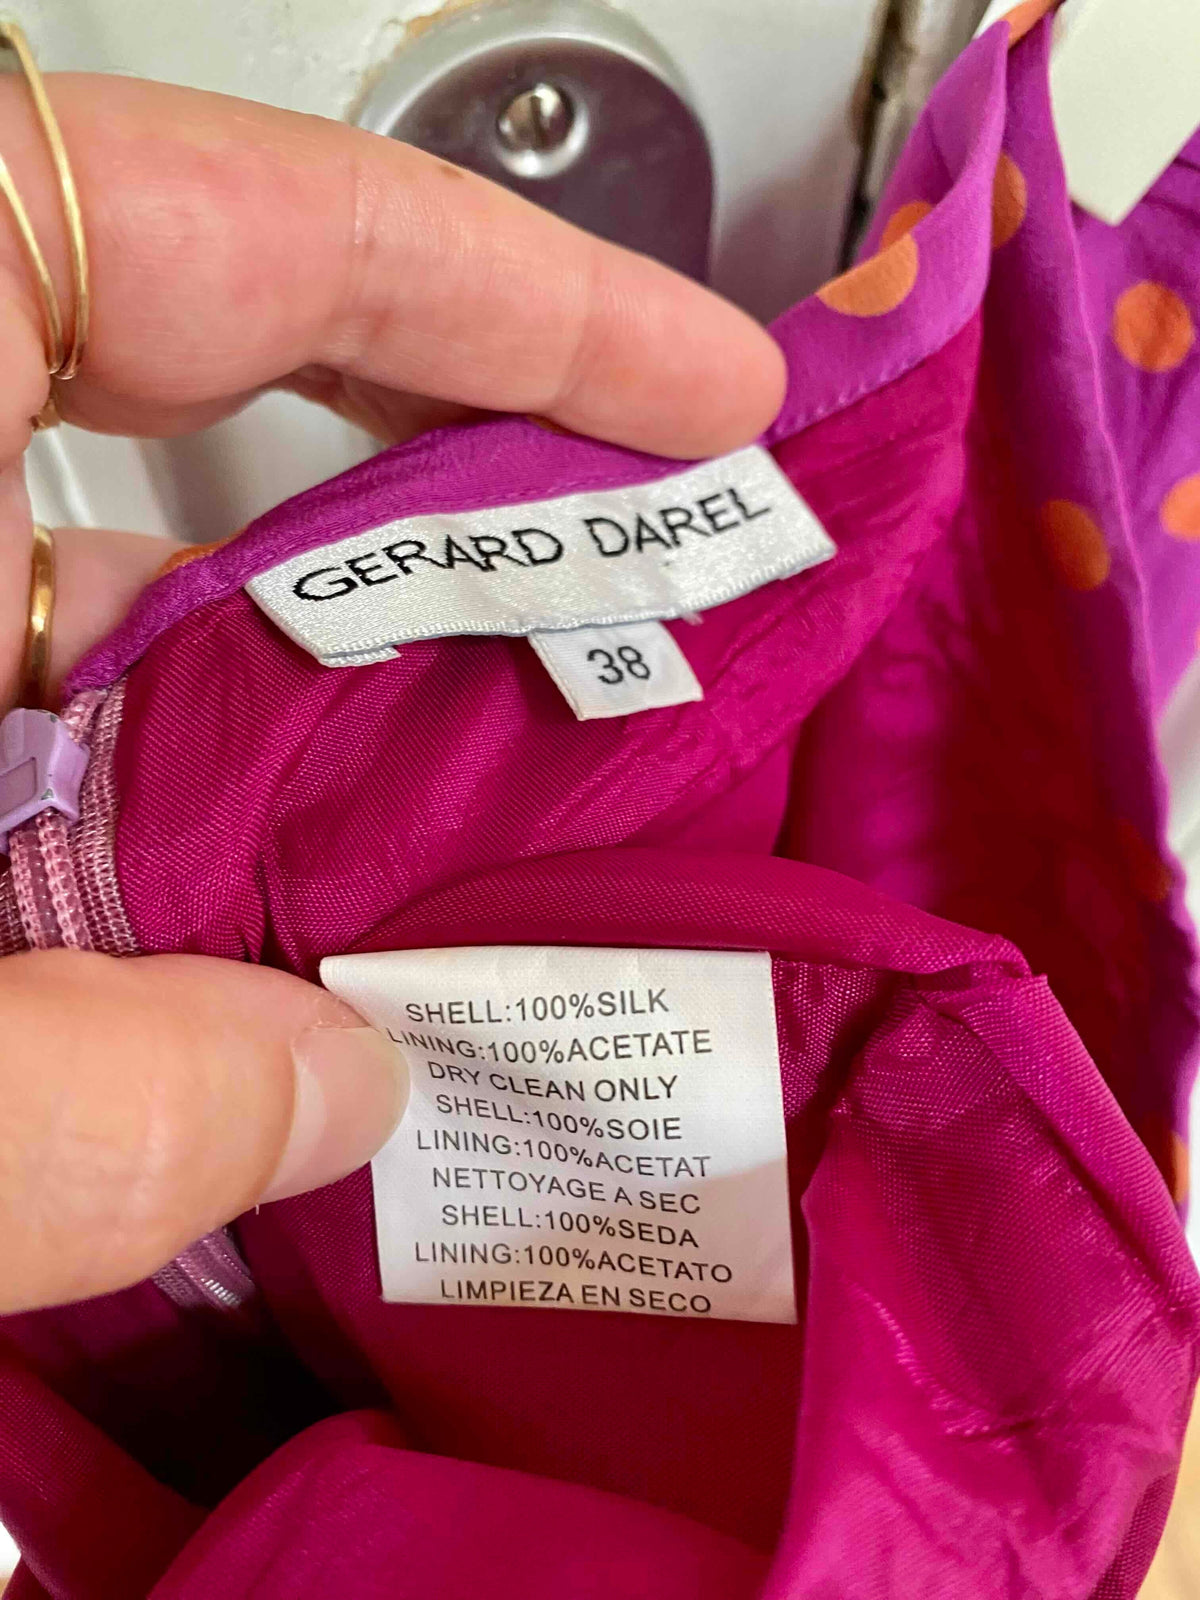 GERARD DAREL
38
SHELL:100%SILK
LINING:100%ACETATE
DRY CLEAN ONLY
SHELL:100%SOIE
LINING:100%ACETAT
NETTOYAGE A SEC
SHELL:100%SEDA
LINING:100%ACETATO
LIMPIEZA EN SECO